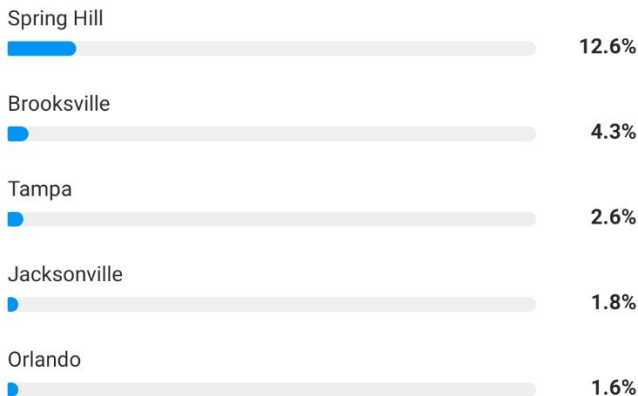 Spring Hill
12.6%
Brooksville
4.3%
Tampa
2.6%
Jacksonville
1.8%
Orlando
1.6%